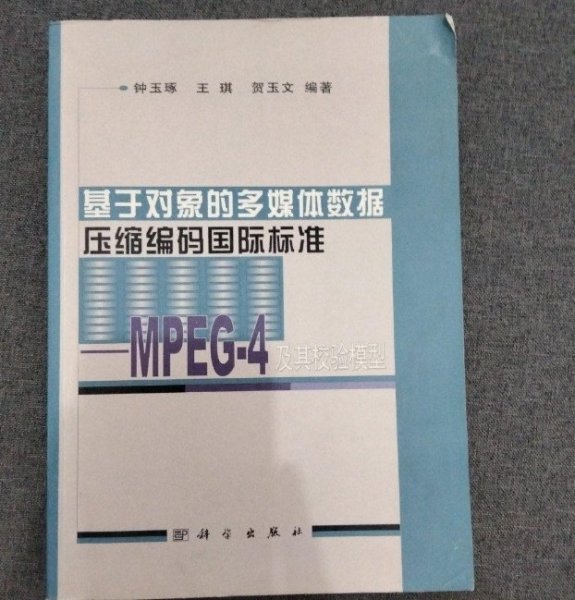 钟玉琢 王琪 贺玉文 编著
基于对象的多媒体数据
压缩编码国际标准
—MPEG-4 及其校验模型
科学出版社